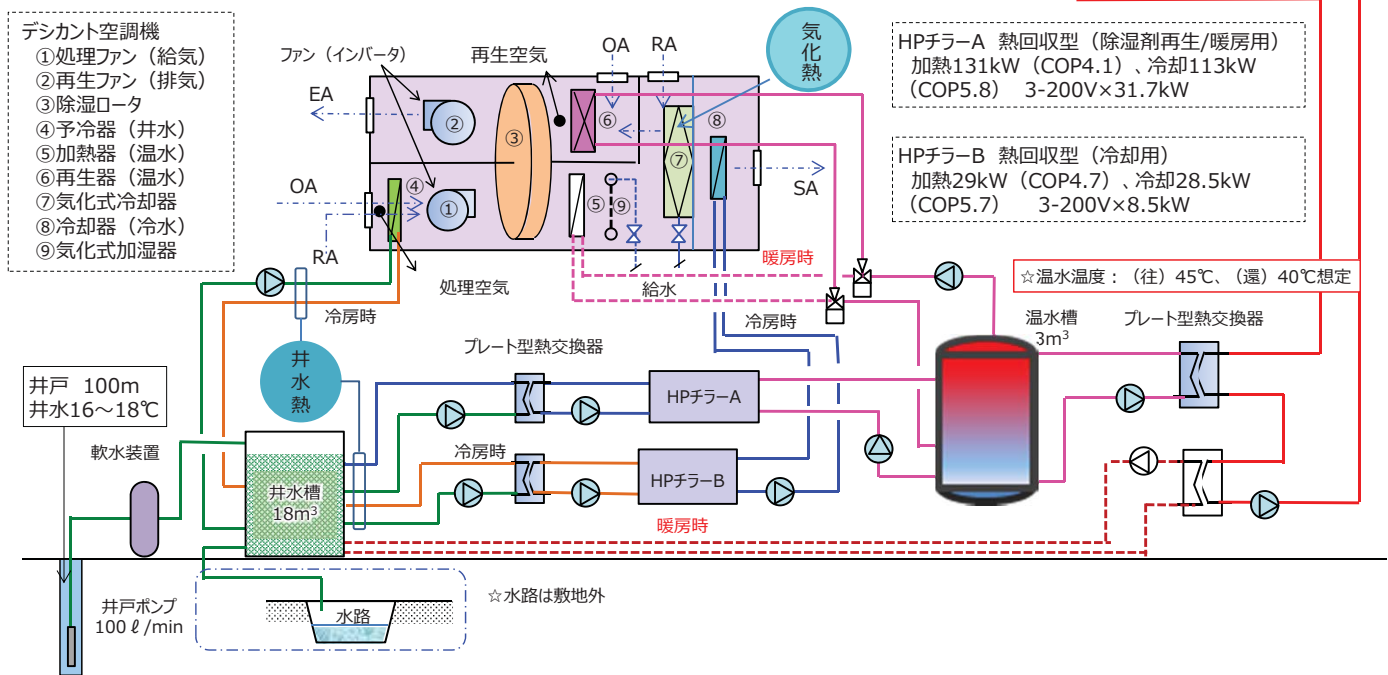 デシカント空調機
①処理ファン（給気）
②再生ファン（排気）
③除湿ロータ
④予冷器（井水）
⑤加熱器（温水）
⑥再生器（温水）
⑦気化式冷却器
⑧冷却器（冷水）
⑨気化式加湿器
ファン（インバータ）
再生空気
OA
RA
気化熱
EA
②
③
⑥
⑧
⑦
④
①
⑤
⑨
OA
RA
SA
処理空気
給水
暖房時
冷房時
冷房時
HPチラーA 熱回収型（除湿剤再生/暖房用）
加熱131kW（COP4.1）、冷却113kW
（COP5.8） 3-200V×31.7kW
HPチラーB 熱回収型（冷却用）
加熱29kW（COP4.7）、冷却28.5kW
（COP5.7） 3-200V×8.5kW
☆温水温度：（往）45℃、（還）40℃想定
温水槽
3m³
プレート型熱交換器
プレート型熱交換器
井水熱
井戸 100m
井水16～18℃
軟水装置
HPチラーA
冷房時
HPチラーB
井水槽
18m³
暖房時
井戸ポンプ
100ℓ/min
水路
☆水路は敷地外